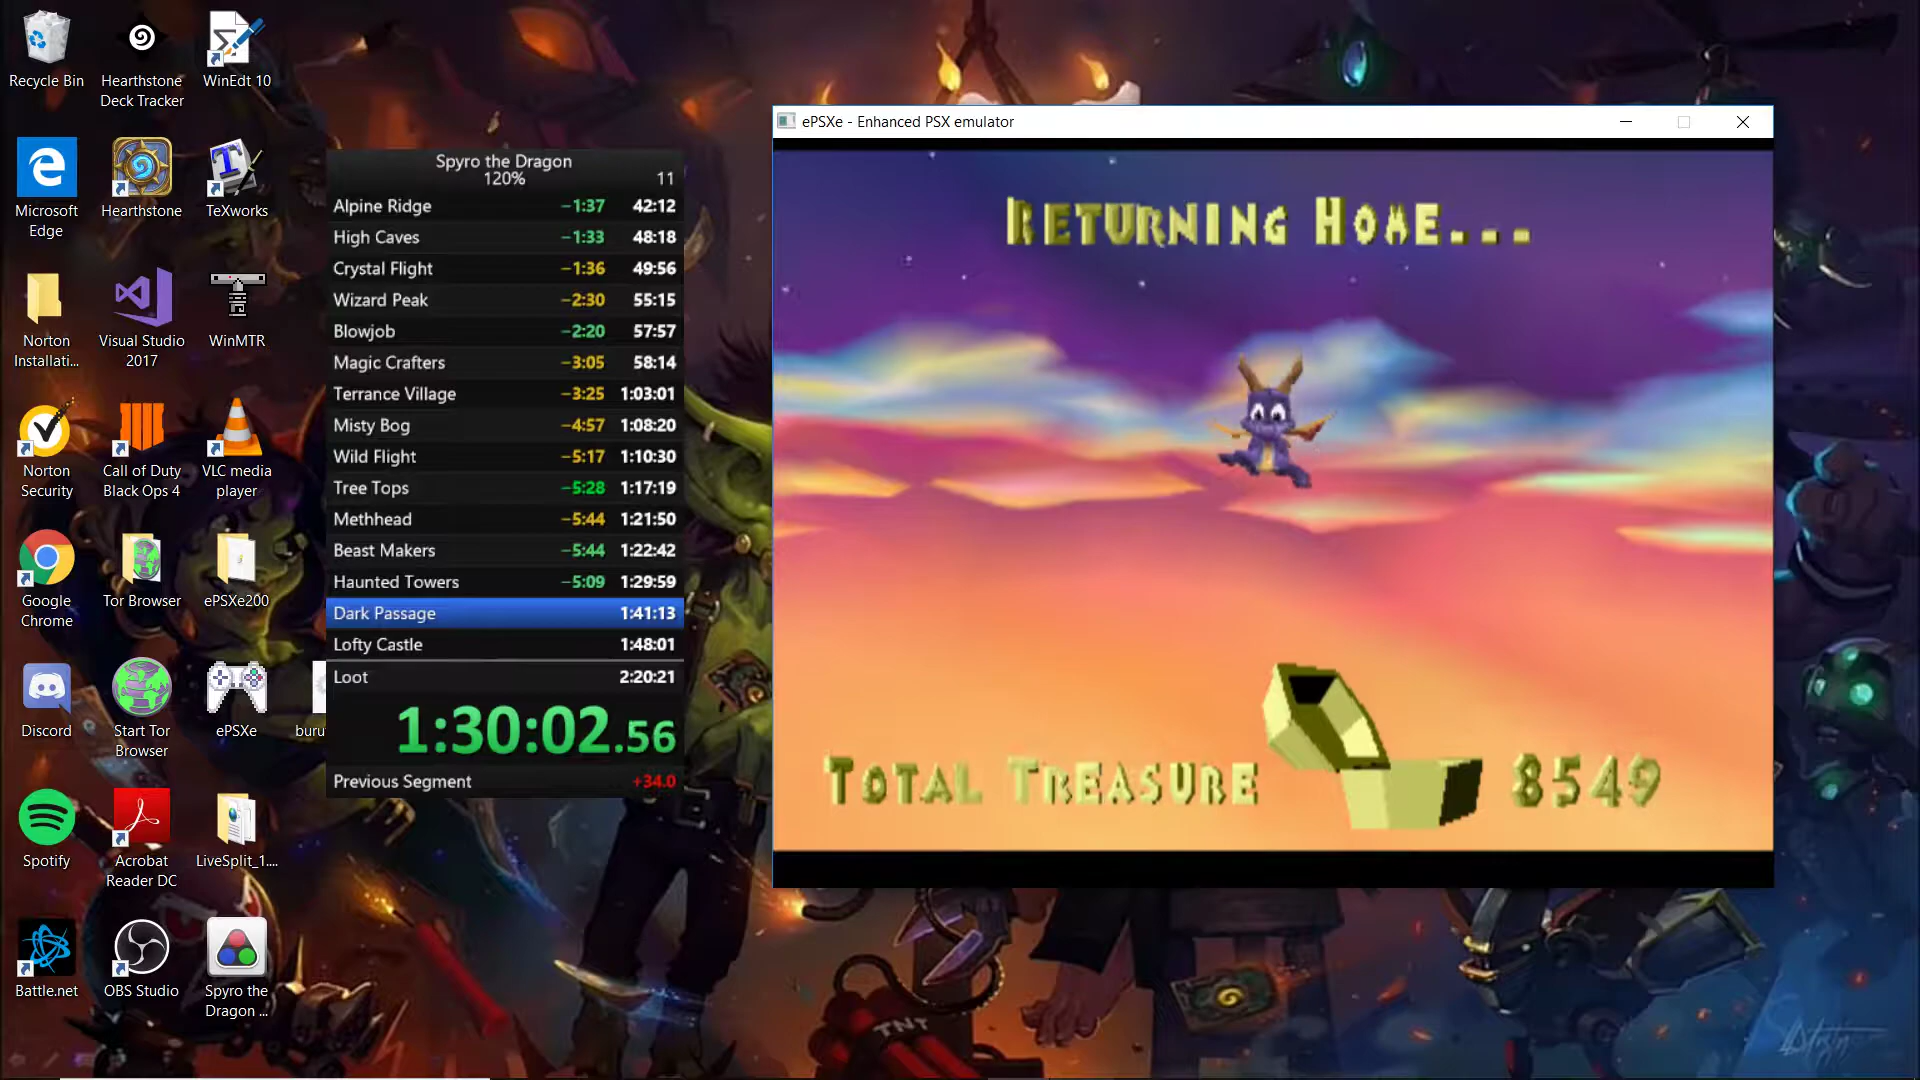 Recycle Bin
Hearthstone
Deck Tracker
WinEdt 10
Microsoft
Edge
Hearthstone
TeXworks
Norton
Installati...
Visual Studio
2017
WinMTR
Norton
Security
Call of Duty
Black Ops 4
VLC media
player
Google
Chrome
Tor Browser
ePSXe200
Discord
Start Tor
Browser
ePSXe
Spotify
Acrobat
Reader DC
LiveSplit_1....
Battle.net
OBS Studio
Spyro the
Dragon ...
Spyro the Dragon
120% 11
Alpine Ridge −1:37 42:12
High Caves −1:33 48:18
Crystal Flight −1:36 49:56
Wizard Peak −2:30 55:15
Blowjob −2:20 57:57
Magic Crafters −3:05 58:14
Terrance Village −3:25 1:03:01
Misty Bog −4:57 1:08:20
Wild Flight −5:17 1:10:30
Tree Tops −5:28 1:17:19
Methhead −5:44 1:21:50
Beast Makers −5:44 1:22:42
Haunted Towers −5:09 1:29:59
Dark Passage 1:41:13
Lofty Castle 1:48:01
Loot 2:20:21
1:30:02.56
Previous Segment +34.0
ePSXe - Enhanced PSX emulator
RETURNING HOME...
TOTAL TREASURE 8549
TNT